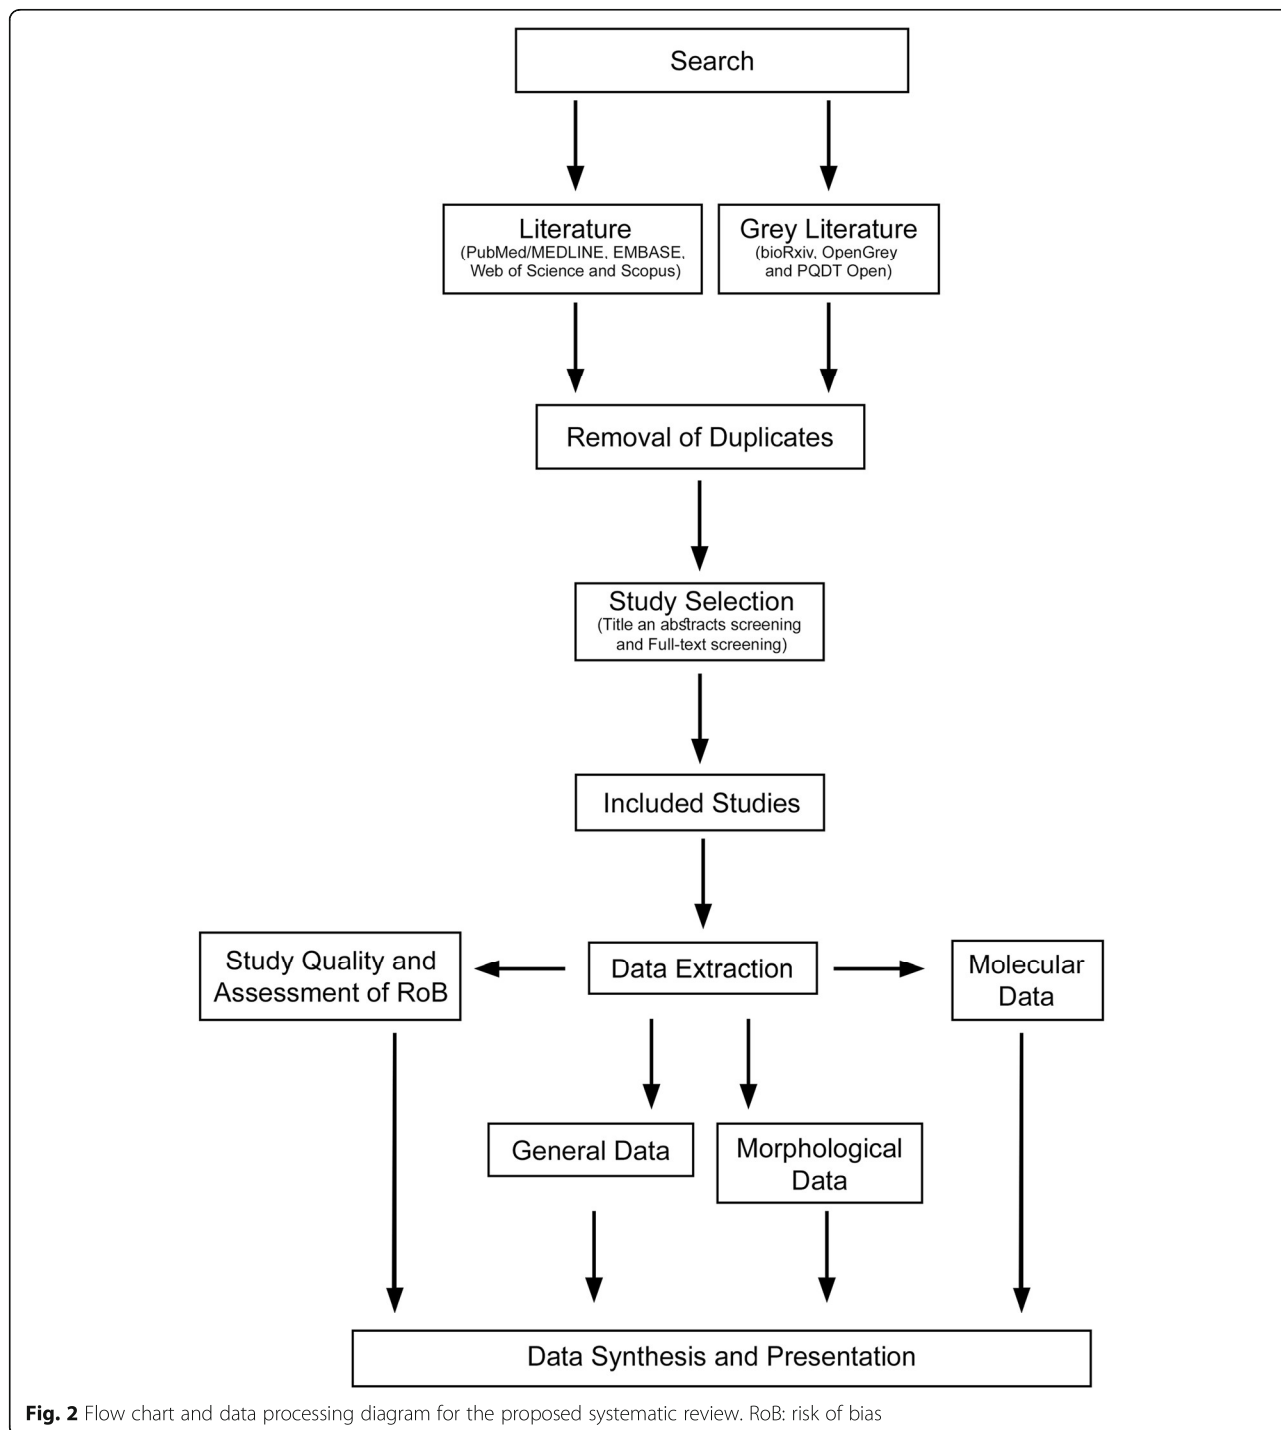 Search
Literature
(PubMed/MEDLINE, EMBASE,
Web of Science and Scopus)
Grey Literature
(bioRxiv, OpenGrey
and PQDT Open)
Removal of Duplicates
Study Selection
(Title an abstracts screening
and Full-text screening)
Included Studies
Study Quality and
Assessment of RoB
Data Extraction
Molecular
Data
General Data
Morphological
Data
Data Synthesis and Presentation
Fig. 2 Flow chart and data processing diagram for the proposed systematic review. RoB: risk of bias